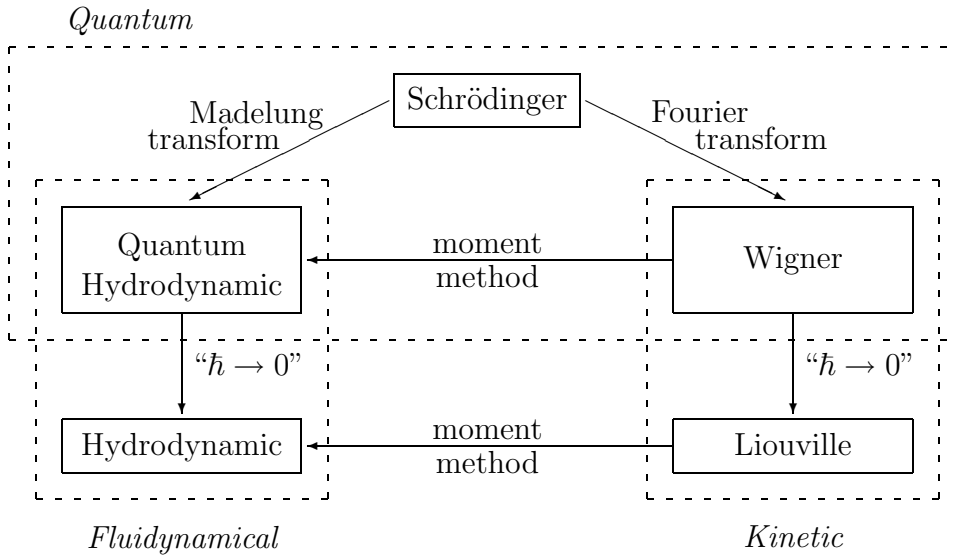 Quantum
Schrödinger
Madelung
transform
Fourier
transform
Quantum
Hydrodynamic
moment
method
Wigner
“ℏ → 0”
“ℏ → 0”
Hydrodynamic
moment
method
Liouville
Fluidynamical
Kinetic